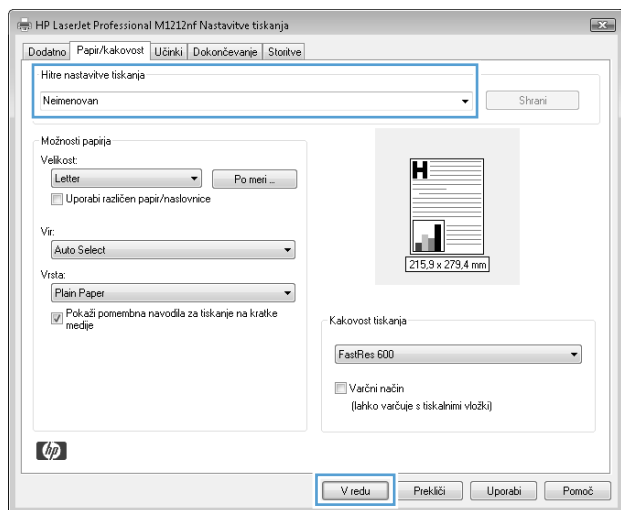 HP LaserJet Professional M1212nf Nastavitve tiskanja
Dodatno Papir/kakovost Učinki Dokončevanje Storitve
Hitre nastavitve tiskanja
Neimenovan
Shrani
Možnosti papirja
Velikost:
Letter
Po meri ...
Uporabi različen papir/naslovnice
Vir:
Auto Select
Vrsta:
Plain Paper
Pokaži pomembna navodila za tiskanje na kratke
medije
H
215,9 x 279,4 mm
Kakovost tiskanja
FastRes 600
Varčni način
(lahko varčuje s tiskalnimi vložki)
hp
V redu Prekliči Uporabi Pomoč